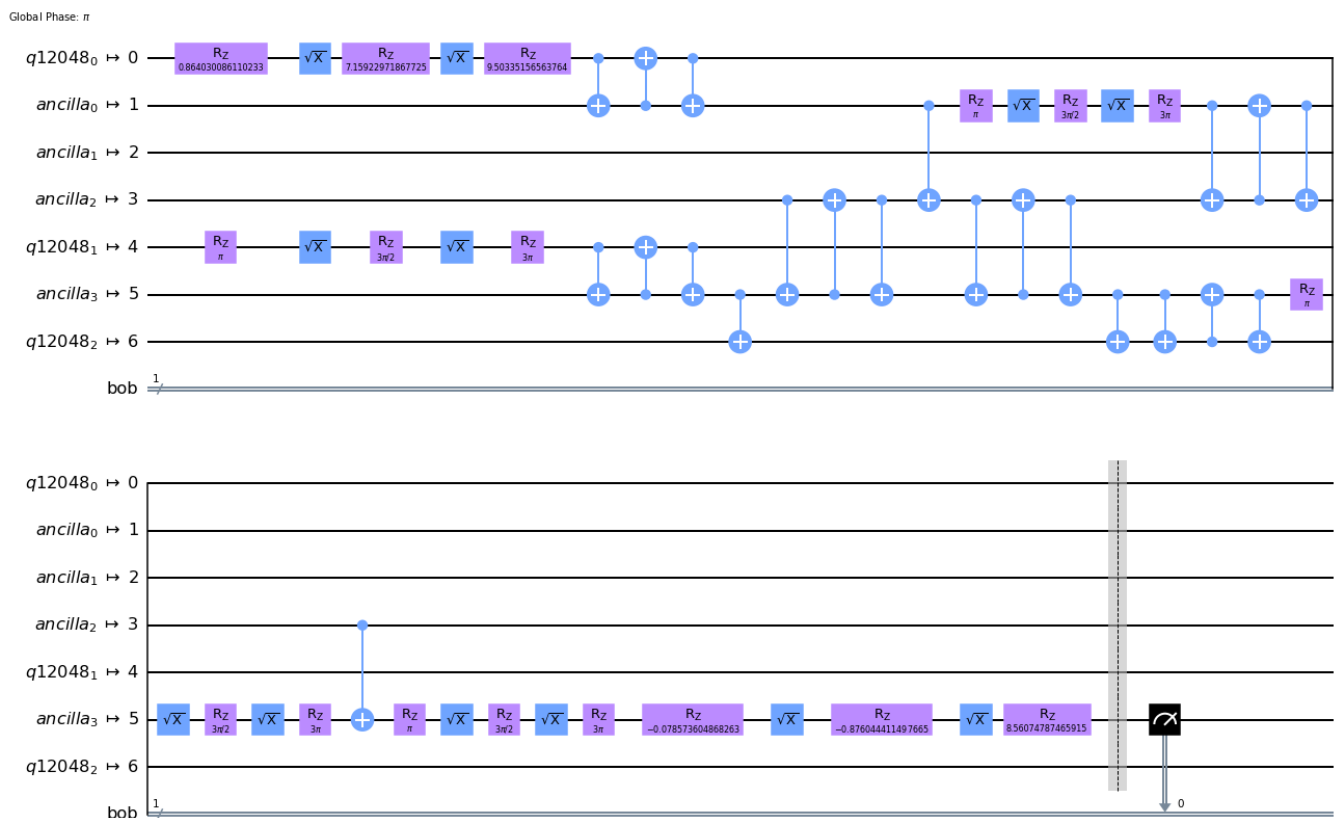 Global Phase: π
q12048₀ ↦ 0 R_Z 0.864030086110233 √X R_Z 7.15922971867725 √X R_Z 9.50335156563764
ancilla₀ ↦ 1 R_Z π √X R_Z 3π/2 √X R_Z 3π
ancilla₁ ↦ 2
ancilla₂ ↦ 3
q12048₁ ↦ 4 R_Z π √X R_Z 3π/2 √X R_Z 3π
ancilla₃ ↦ 5 R_Z π
q12048₂ ↦ 6
bob 1
q12048₀ ↦ 0
ancilla₀ ↦ 1
ancilla₁ ↦ 2
ancilla₂ ↦ 3
q12048₁ ↦ 4
ancilla₃ ↦ 5 √X R_Z 3π/2 √X R_Z 3π R_Z π √X R_Z 3π/2 √X R_Z 3π R_Z −0.078573604868263 √X R_Z −0.876044411497665 √X R_Z 8.56074787465915
q12048₂ ↦ 6
bob 1 0